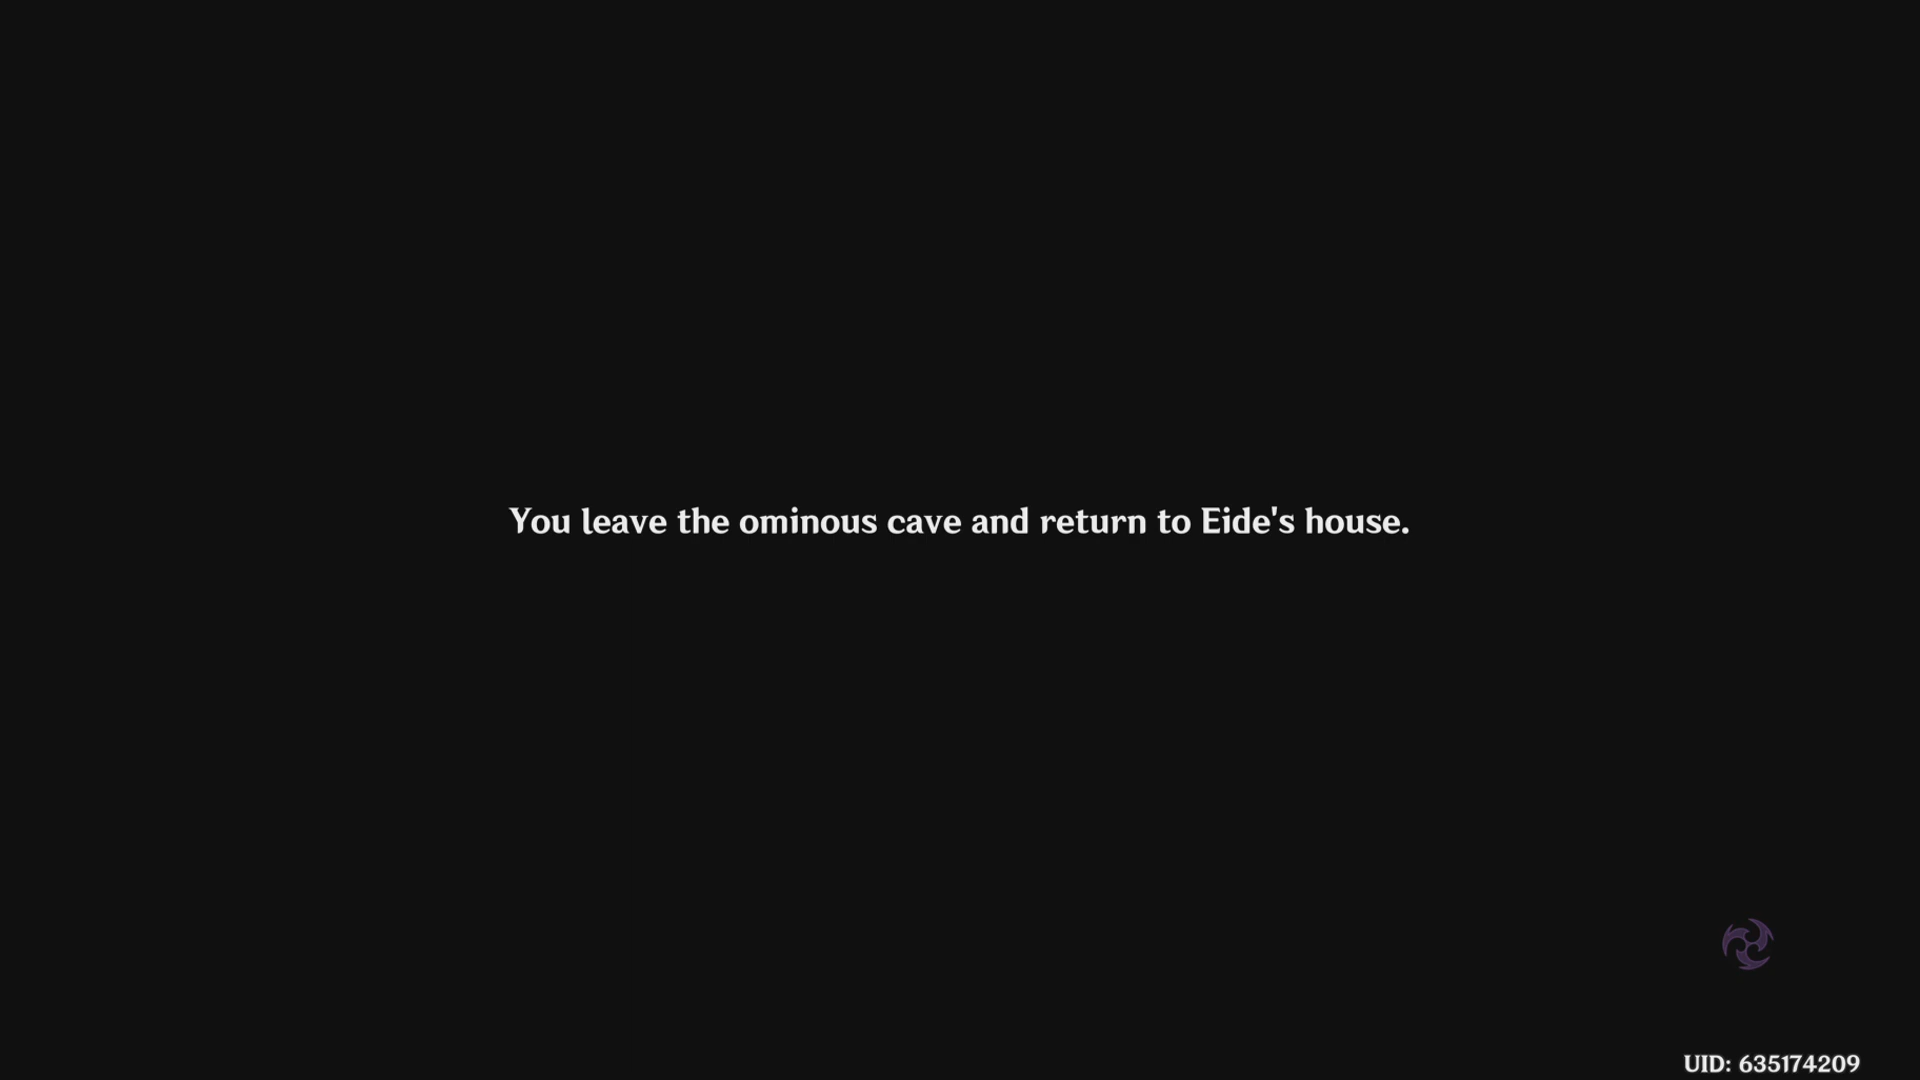 You leave the ominous cave and return to Eide's house.
UID: 635174209